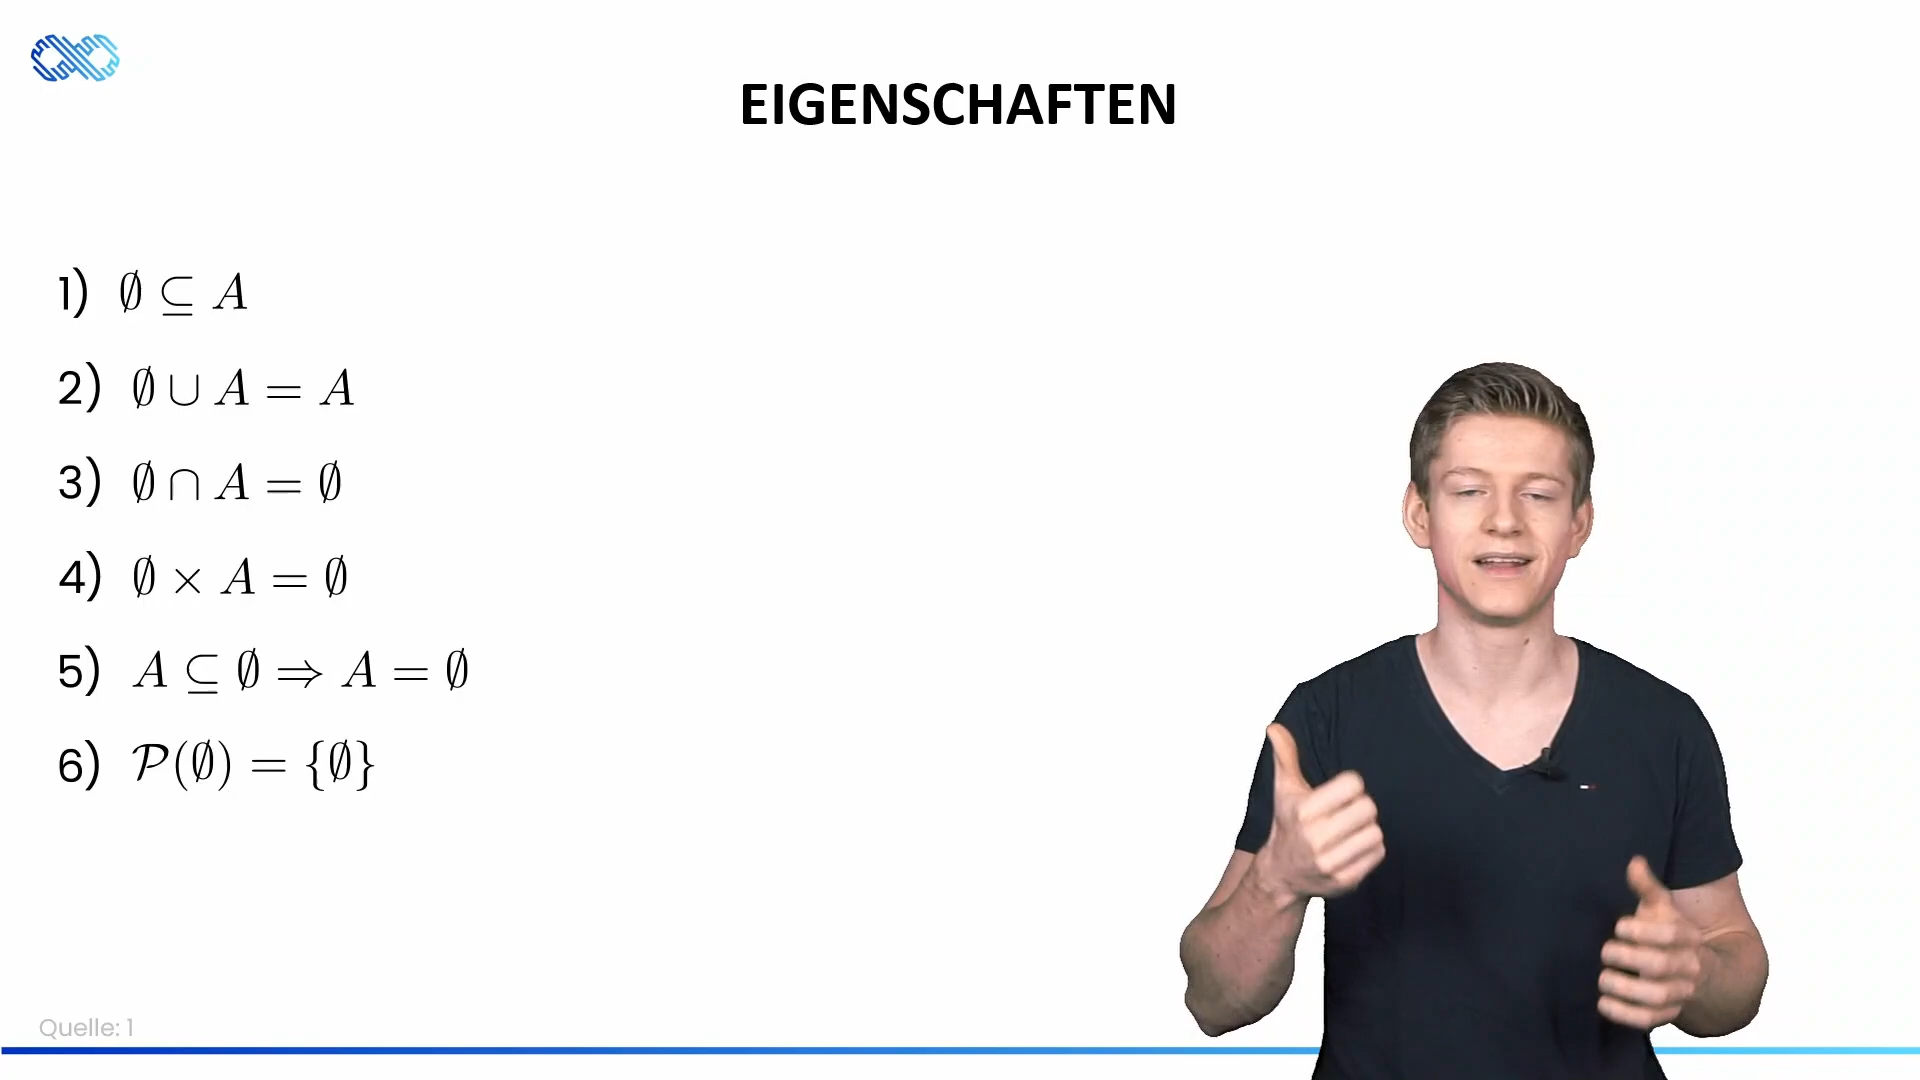 EIGENSCHAFTEN
1) ∅ ⊆ A
2) ∅ ∪ A = A
3) ∅ ∩ A = ∅
4) ∅ × A = ∅
5) A ⊆ ∅ ⇒ A = ∅
6) 𝒫(∅) = {∅}
Quelle: 1